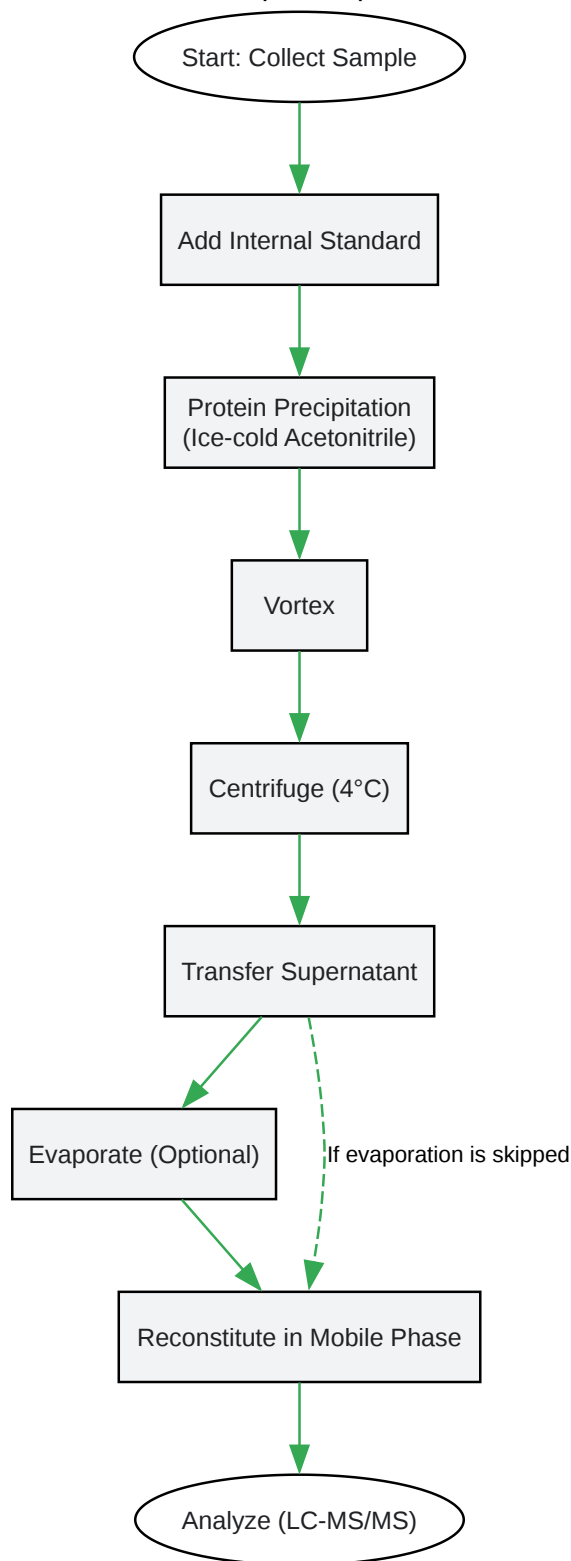 Start: Collect Sample
Add Internal Standard
Protein Precipitation
(Ice-cold Acetonitrile)
Vortex
Centrifuge (4°C)
Transfer Supernatant
Evaporate (Optional)
If evaporation is skipped
Reconstitute in Mobile Phase
Analyze (LC-MS/MS)